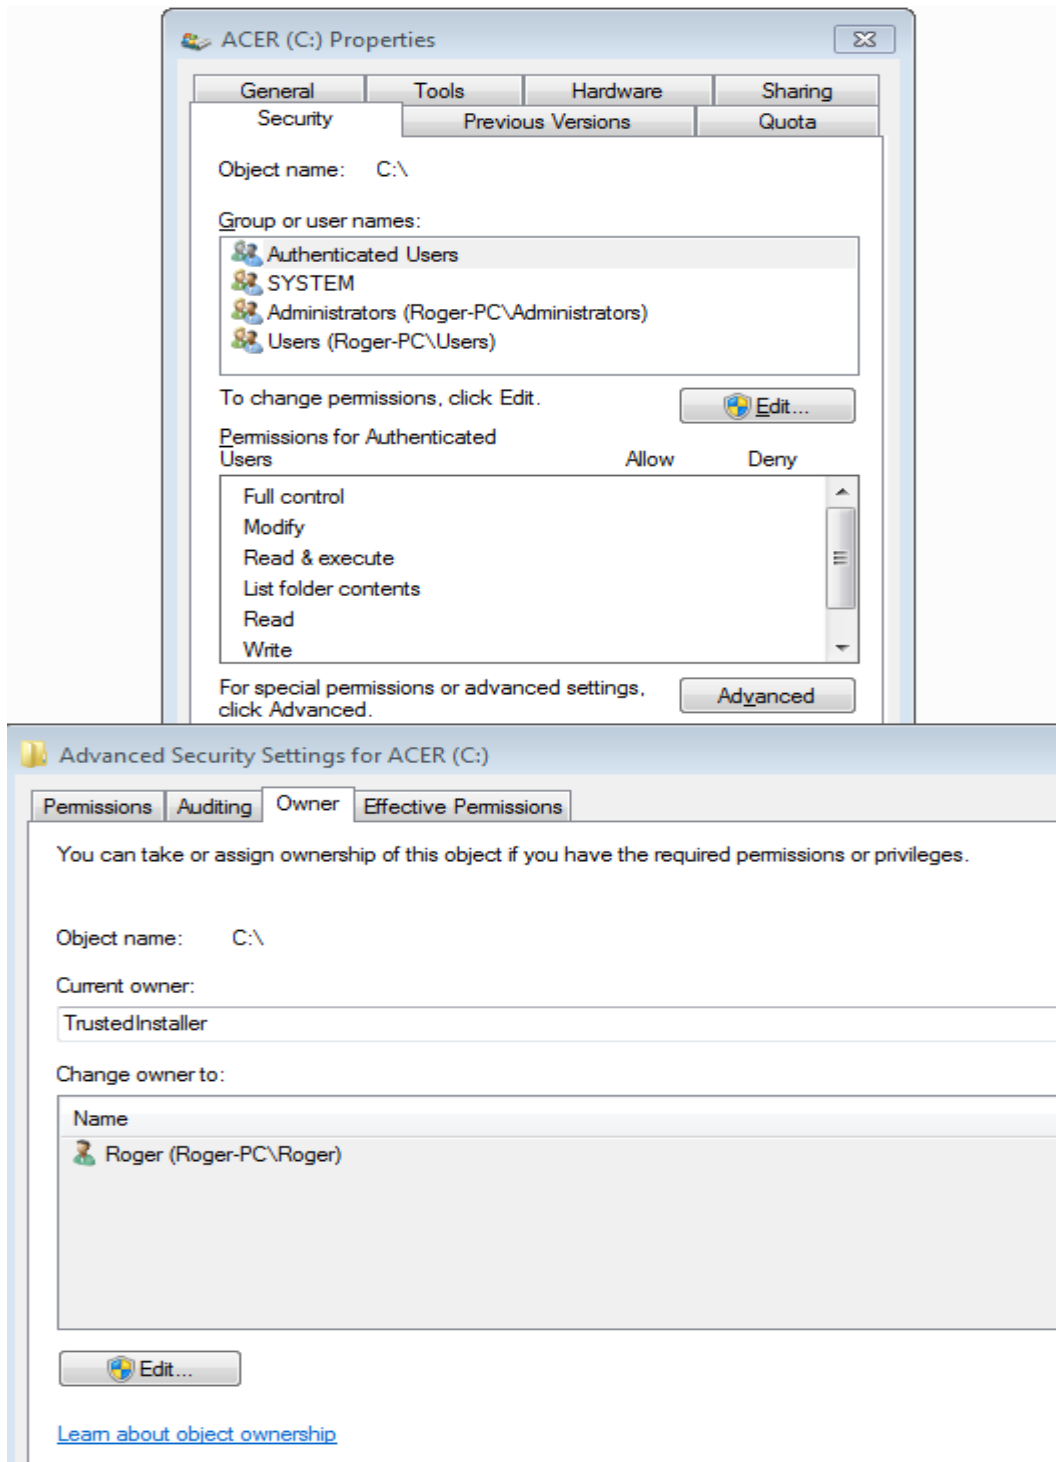 ACER (C:) Properties
General Tools Hardware Sharing
Security Previous Versions Quota
Object name: C:\
Group or user names:
Authenticated Users
SYSTEM
Administrators (Roger-PC\Administrators)
Users (Roger-PC\Users)
To change permissions, click Edit.
Edit...
Permissions for Authenticated
Users Allow Deny
Full control
Modify
Read & execute
List folder contents
Read
Write
For special permissions or advanced settings,
click Advanced.
Advanced
Advanced Security Settings for ACER (C:)
Permissions Auditing Owner Effective Permissions
You can take or assign ownership of this object if you have the required permissions or privileges.
Object name: C:\
Current owner:
TrustedInstaller
Change owner to:
Name
Roger (Roger-PC\Roger)
Edit...
Learn about object ownership